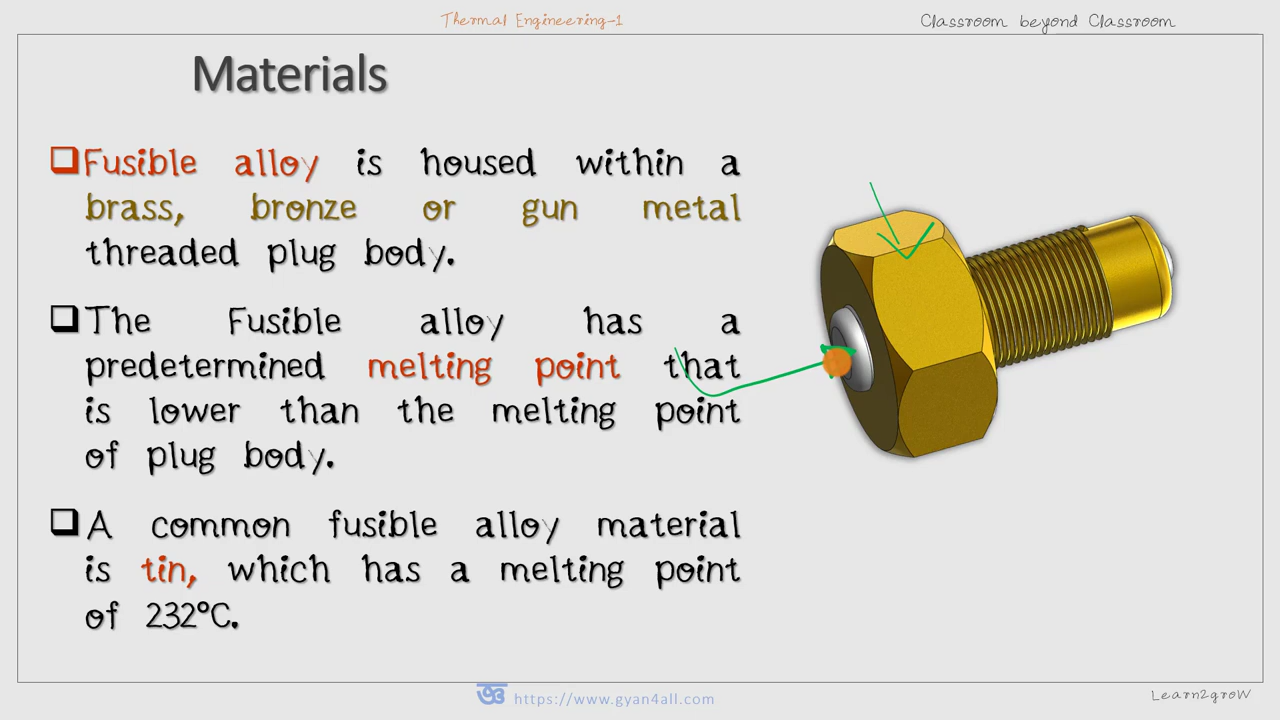 Thermal Engineering-1
Classroom beyond Classroom
Materials
Fusible alloy is housed within a
brass, bronze or gun metal
threaded plug body.
The Fusible alloy has a
predetermined melting point that
is lower than the melting point
of plug body.
A common fusible alloy material
is tin, which has a melting point
of 232°C.
https://www.gyan4all.com
Learn2groW